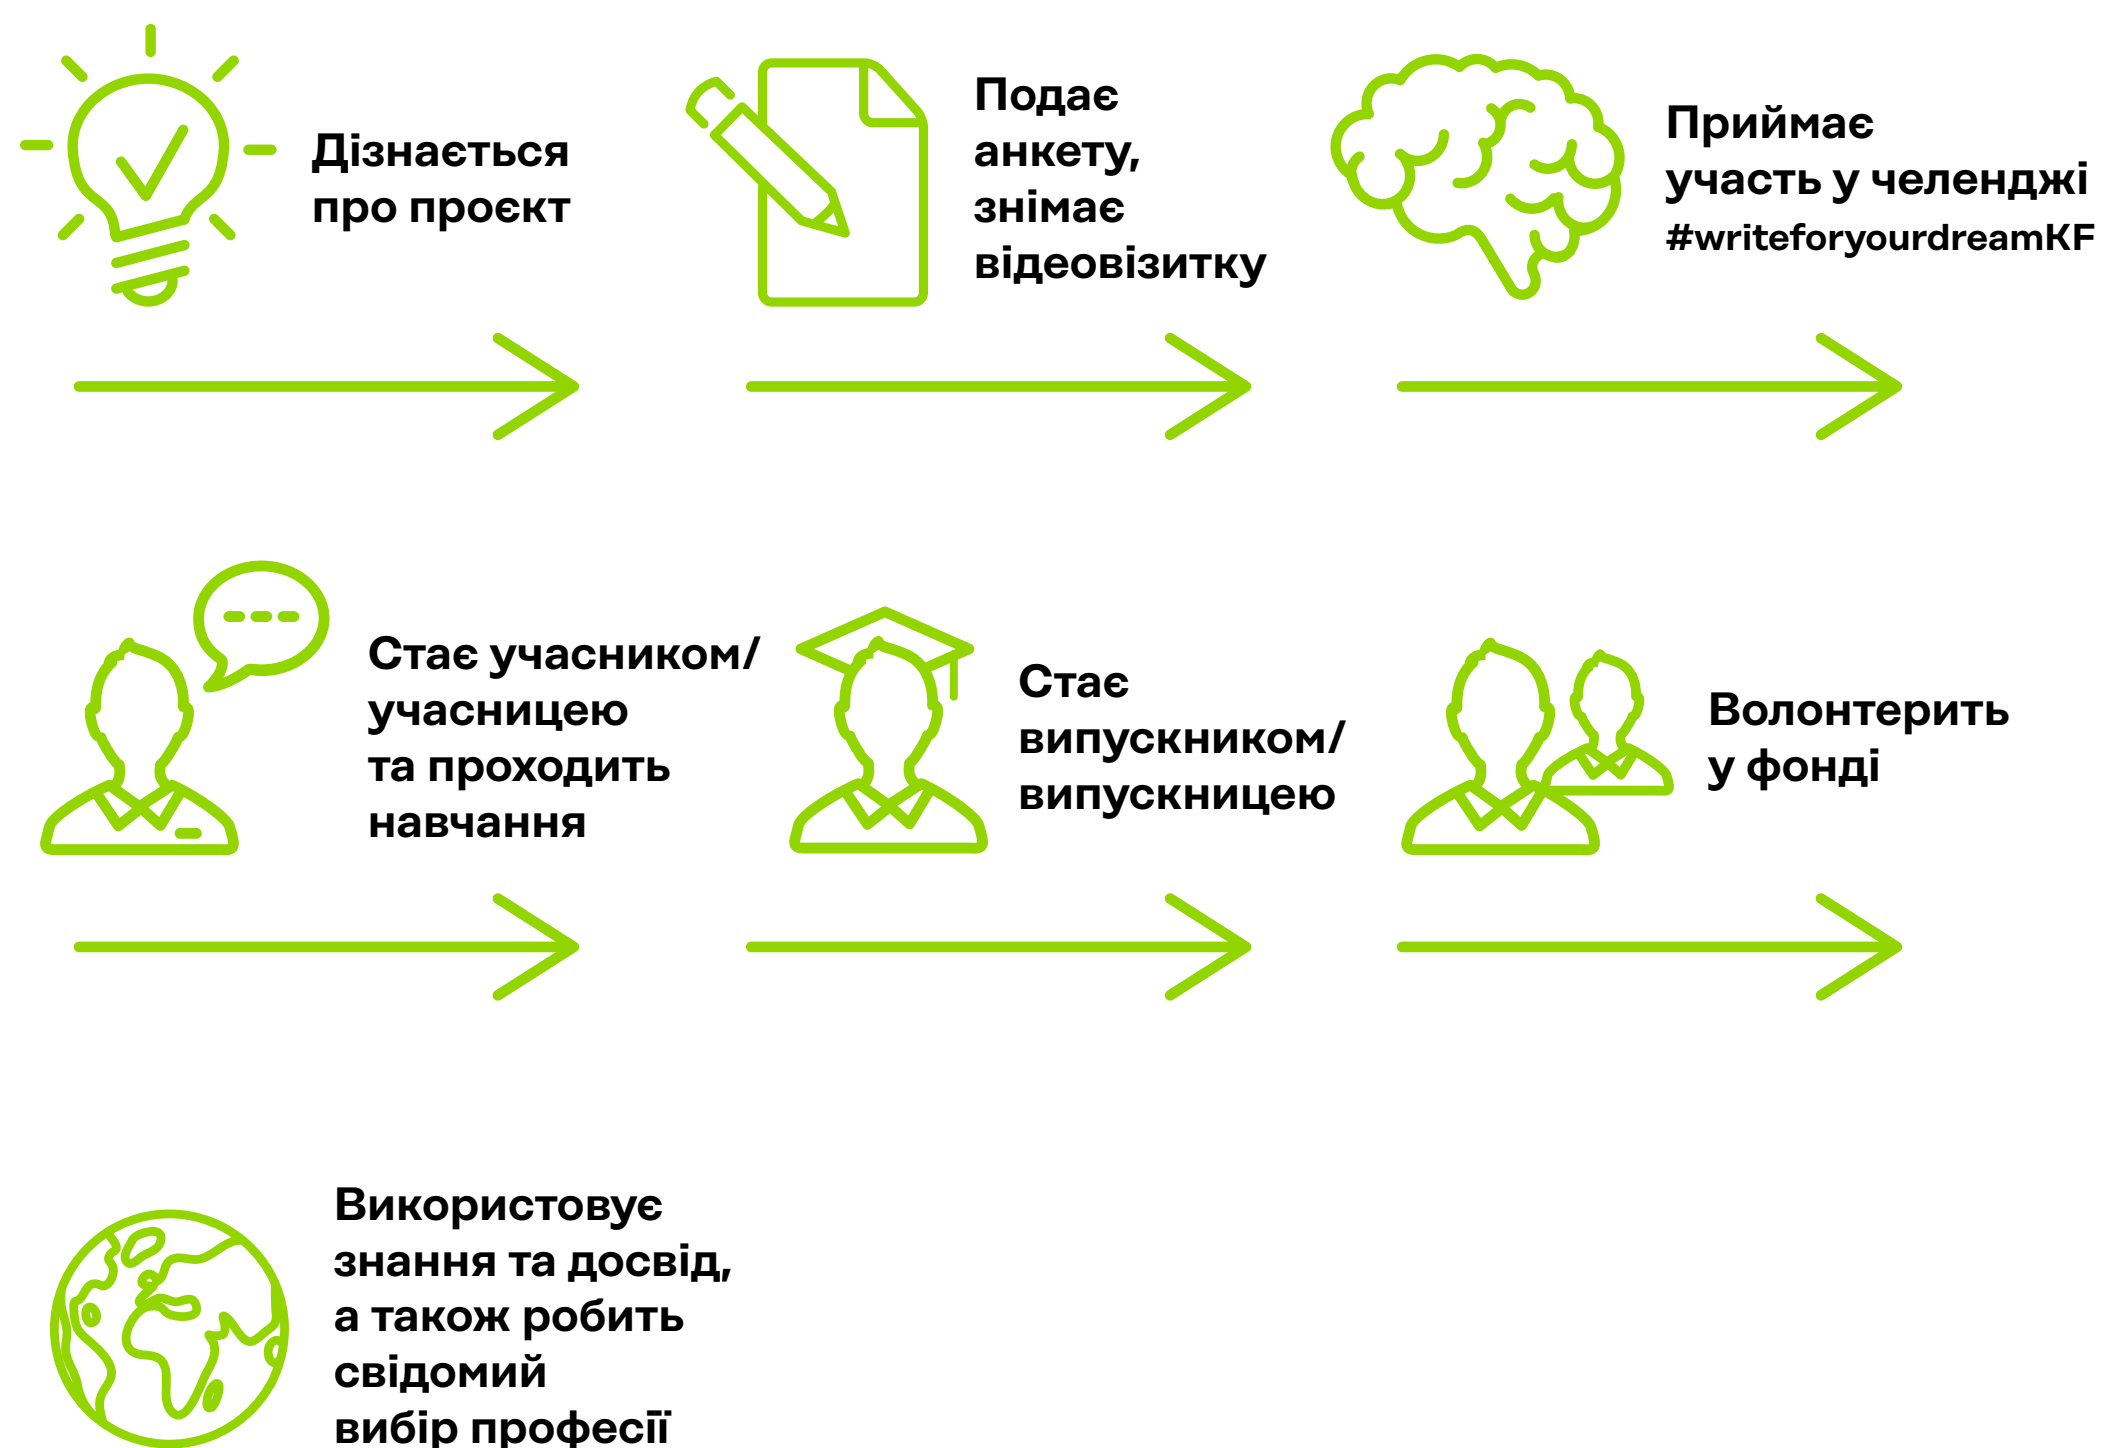 Дізнається
про проєкт
Подає
анкету,
знімає
відеовізитку
Приймає
участь у челенджі
#writeforyourdreamKF
Стає учасником/
учасницею
та проходить
навчання
Стає
випускником/
випускницею
Волонтерить
у фонді
Використовує
знання та досвід,
а також робить
свідомий
вибір професії